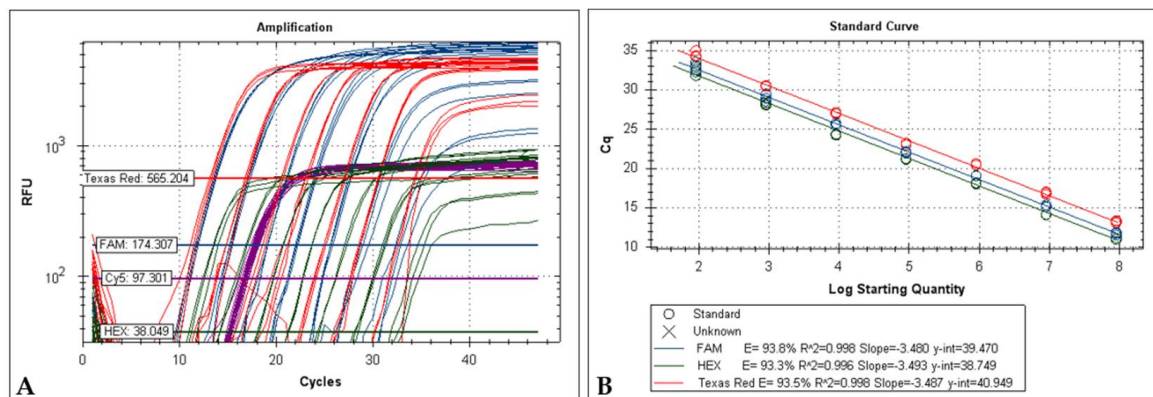 Amplification
10^3
10^2
RFU
Texas Red: 565.204
FAM: 174.307
Cy5: 97.301
HEX: 38.049
0 10 20 30 40
Cycles
A
Standard Curve
35
30
25
20
15
10
Cq
2 3 4 5 6 7 8
Log Starting Quantity
Standard
Unknown
FAM E= 93.8% R^2=0.998 Slope=-3.480 y-int=39.470
HEX E= 93.3% R^2=0.996 Slope=-3.493 y-int=38.749
Texas Red E= 93.5% R^2=0.998 Slope=-3.487 y-int=40.949
B